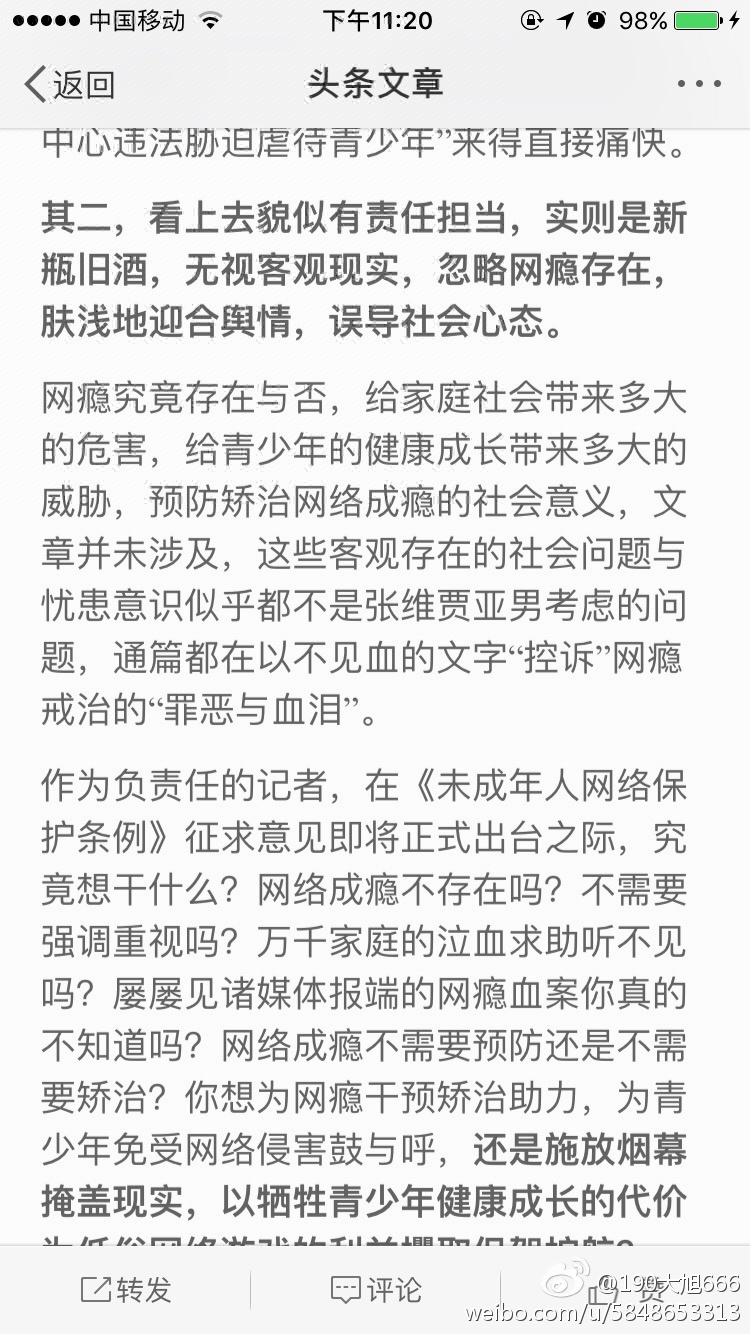 中国移动 下午11:20 98%
返回 头条文章
中心违法胁迫虐待青少年”来得直接痛快。
其二，看上去貌似有责任担当，实则是新
瓶旧酒，无视客观现实，忽略网瘾存在，
肤浅地迎合舆情，误导社会心态。
网瘾究竟存在与否，给家庭社会带来多大
的危害，给青少年的健康成长带来多大的
威胁，预防矫治网络成瘾的社会意义，文
章并未涉及，这些客观存在的社会问题与
忧患意识似乎都不是张维贾亚男考虑的问
题，通篇都在以不见血的文字“控诉”网瘾
戒治的“罪恶与血泪”。
作为负责任的记者，在《未成年人网络保
护条例》征求意见即将正式出台之际，究
竟想干什么？网络成瘾不存在吗？不需要
强调重视吗？万千家庭的泣血求助听不见
吗？屡屡见诸媒体报端的网瘾血案你真的
不知道吗？网络成瘾不需要预防还是不需
要矫治？你想为网瘾干预矫治助力，为青
少年免受网络侵害鼓与呼，还是施放烟幕
掩盖现实，以牺牲青少年健康成长的代价
为低俗网络游戏的利益攫取保驾护航？
转发 评论 赞
@190大旭666
weibo.com/u/5848653313